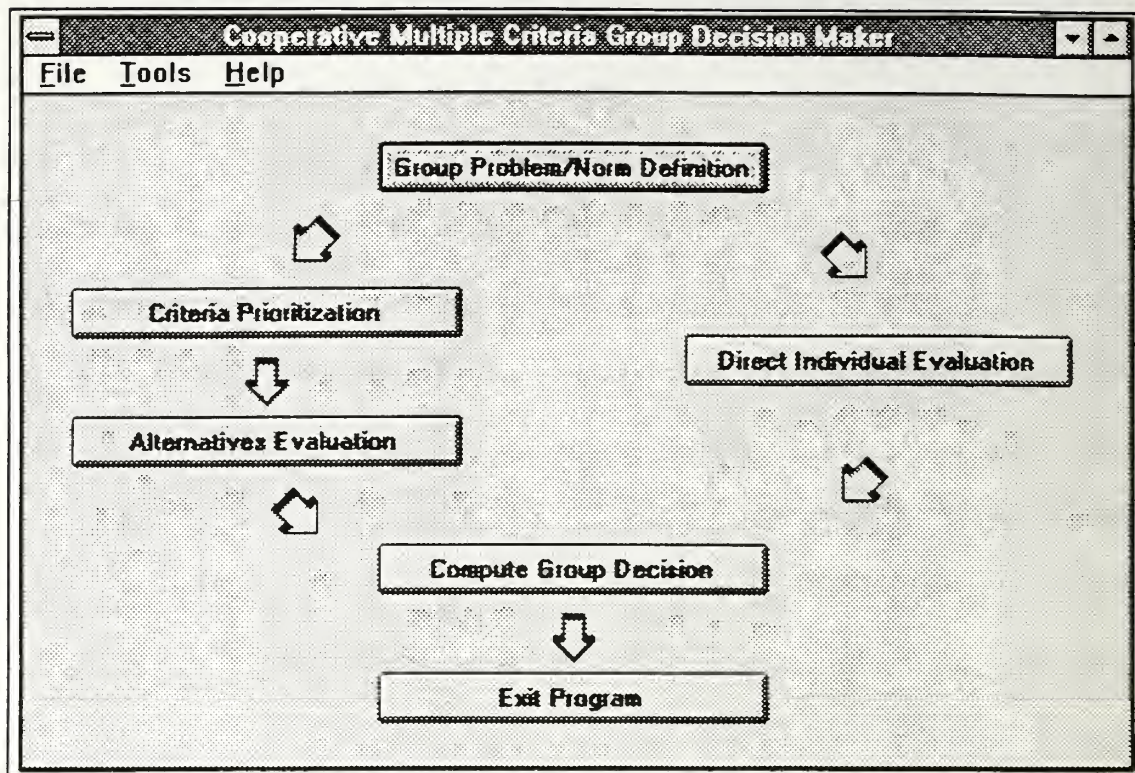 Cooperative Multiple Criteria Group Decision Maker
File Tools Help
Group Problem/Norm Definition
Criteria Prioritization
Direct Individual Evaluation
Alternatives Evaluation
Compute Group Decision
Exit Program